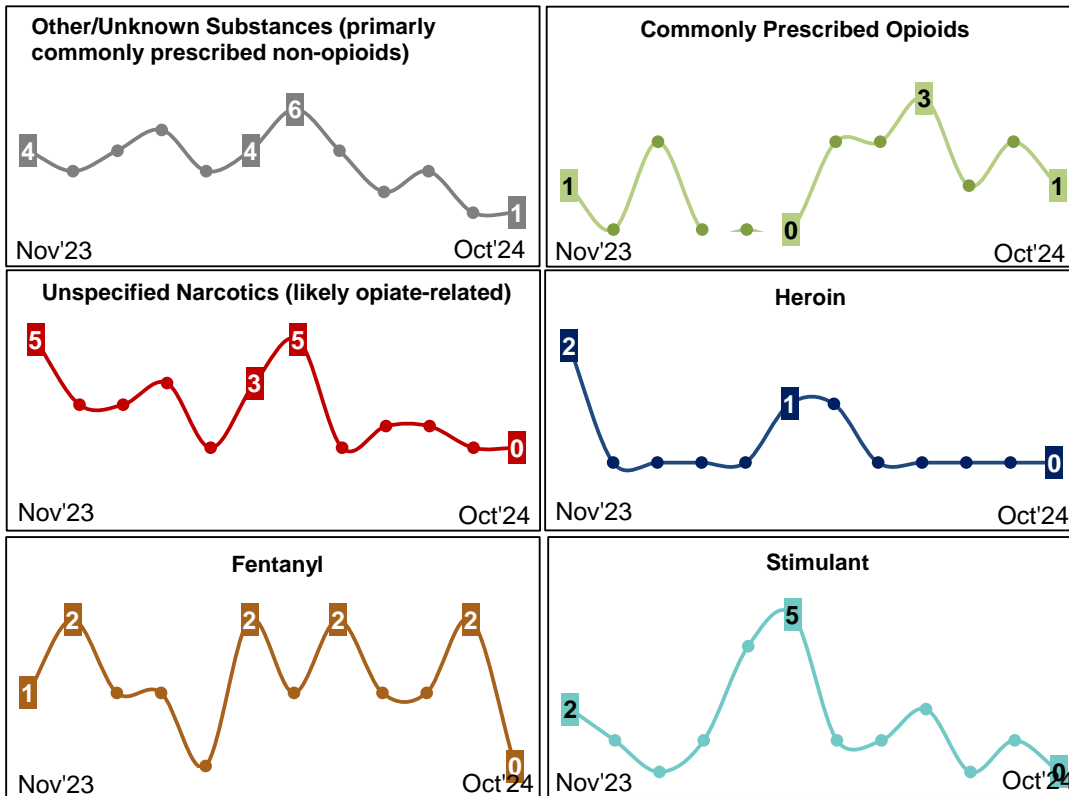 Other/Unknown Substances (primarly
commonly prescribed non-opioids)
4
4
6
1
Nov'23
Oct'24
Commonly Prescribed Opioids
1
0
3
1
Nov'23
Oct'24
Unspecified Narcotics (likely opiate-related)
5
3
5
0
Nov'23
Oct'24
Heroin
2
1
0
Nov'23
Oct'24
Fentanyl
1
2
2
2
2
0
Nov'23
Oct'24
Stimulant
2
5
0
Nov'23
Oct'24